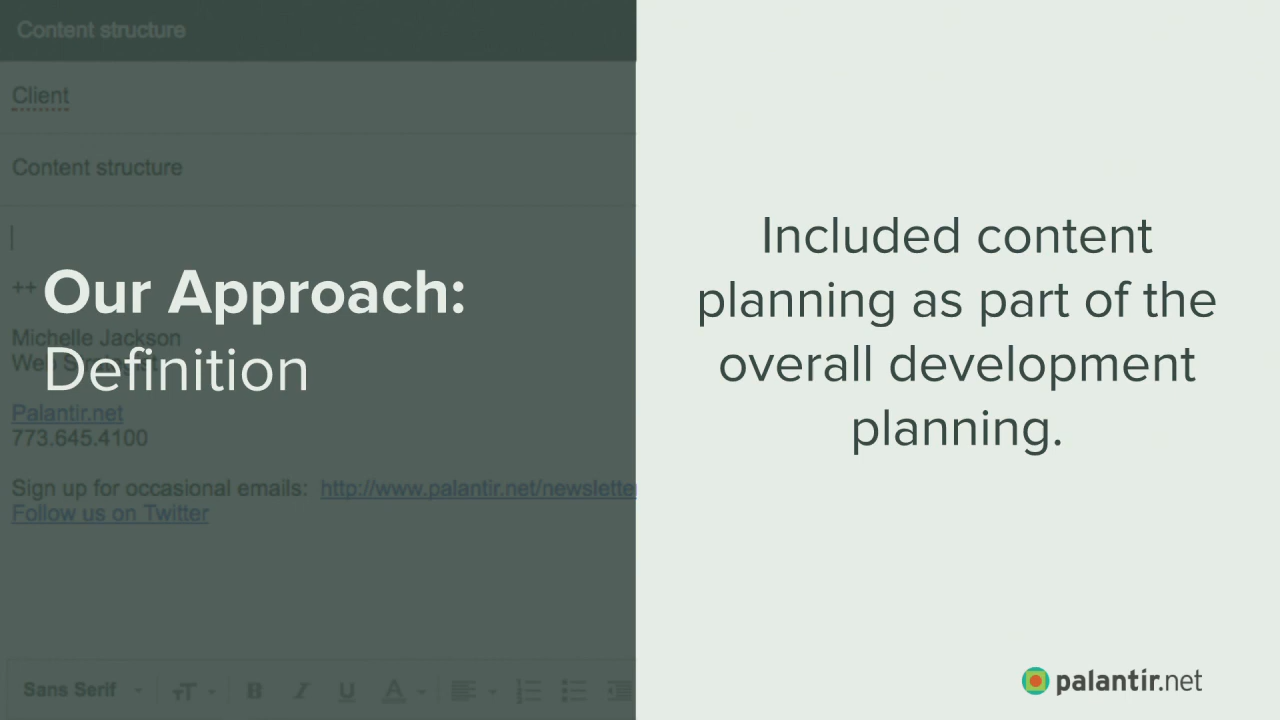 Content structure
Client
Content structure
++
Our Approach:
Michelle Jackson
Definition
Palantir.net
773.645.4100
Sign up for occasional emails: http://www.palantir.net/newsletter
Follow us on Twitter
Sans Serif
B I U A
Included content
planning as part of the
overall development
planning.
palantir.net